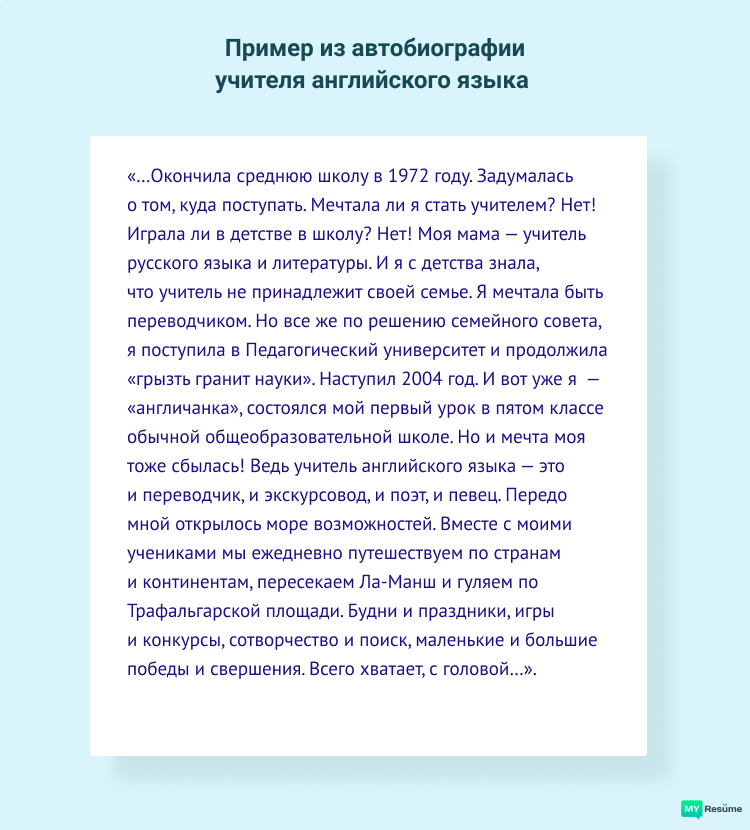 Пример из автобиографии
учителя английского языка
«...Окончила среднюю школу в 1972 году. Задумалась
о том, куда поступать. Мечтала ли я стать учителем? Нет!
Играла ли в детстве в школу? Нет! Моя мама — учитель
русского языка и литературы. И я с детства знала,
что учитель не принадлежит своей семье. Я мечтала быть
переводчиком. Но все же по решению семейного совета,
я поступила в Педагогический университет и продолжила
«грызть гранит науки». Наступил 2004 год. И вот уже я  —
«англичанка», состоялся мой первый урок в пятом классе
обычной общеобразовательной школе. Но и мечта моя
тоже сбылась! Ведь учитель английского языка — это
и переводчик, и экскурсовод, и поэт, и певец. Передо
мной открылось море возможностей. Вместе с моими
учениками мы ежедневно путешествуем по странам
и континентам, пересекаем Ла-Манш и гуляем по
Трафальгарской площади. Будни и праздники, игры
и конкурсы, сотворчество и поиск, маленькие и большие
победы и свершения. Всего хватает, с головой...».
MY Resume